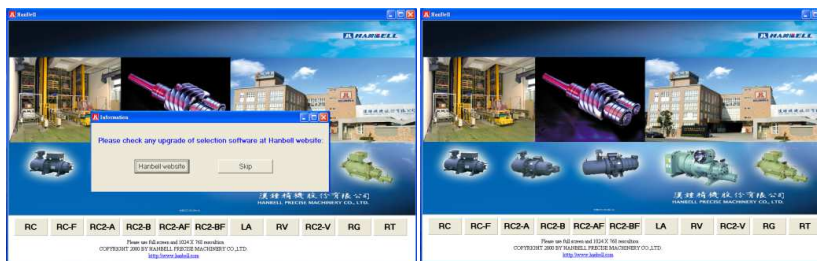 HanBell
HANBELL
Information
Please check any upgrade of selection software at Hanbell website.
Hanbell website
Skip
漢鐘精機股份有限公司
HANBELL PRECISE MACHINERY CO., LTD.
RC RC-F RC2-A RC2-B RC2-AF RC2-BF LA RV RC2-V RG RT
Please use full screen and 1024 X 768 resoultion.
COPYRIGHT 2000 BY HANBELL PRECISE MACHINERY CO.,LTD.
http://www.hanbell.com
HanBell
HANBELL
漢鐘精機股份有限公司
HANBELL PRECISE MACHINERY CO., LTD.
RC RC-F RC2-A RC2-B RC2-AF RC2-BF LA RV RC2-V RG RT
Please use full screen and 1024 X 768 resoultion.
COPYRIGHT 2000 BY HANBELL PRECISE MACHINERY CO.,LTD.
http://www.hanbell.com